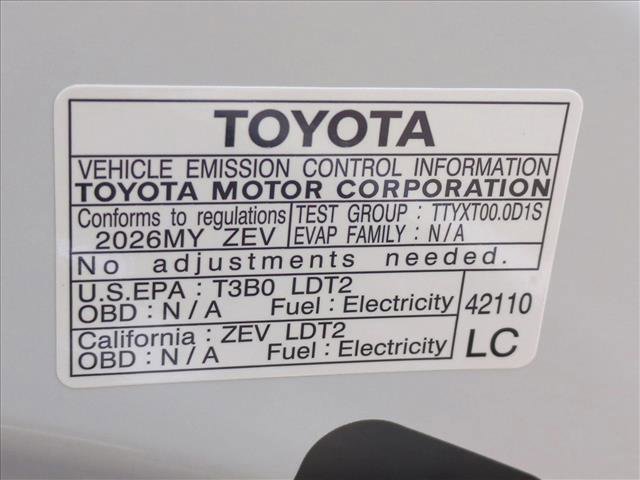 TOYOTA
VEHICLE EMISSION CONTROL INFORMATION
TOYOTA MOTOR CORPORATION
Conforms to regulations
2026MY ZEV
TEST GROUP : TTYXT00.0D1S
EVAP FAMILY : N/A
No adjustments needed.
U.S.EPA : T3B0 LDT2
OBD : N/A Fuel : Electricity
California : ZEV LDT2
OBD : N/A Fuel : Electricity
42110
LC